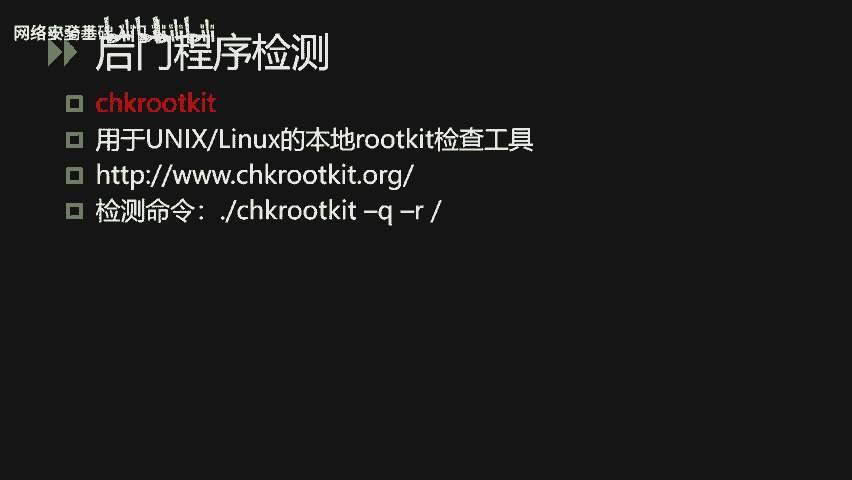 网络安全基础入门
后门程序检测
chkrootkit
用于UNIX/Linux的本地rootkit检查工具
http://www.chkrootkit.org/
检测命令：./chkrootkit –q –r /